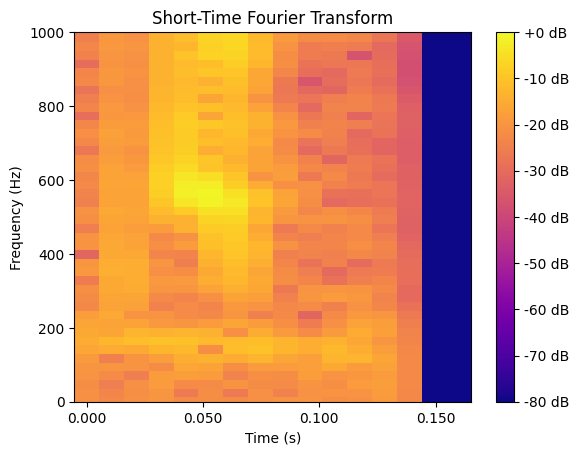 Short-Time Fourier Transform
Frequency (Hz)
1000
800
600
400
200
0
0.000
0.050
0.100
0.150
Time (s)
+0 dB
-10 dB
-20 dB
-30 dB
-40 dB
-50 dB
-60 dB
-70 dB
-80 dB